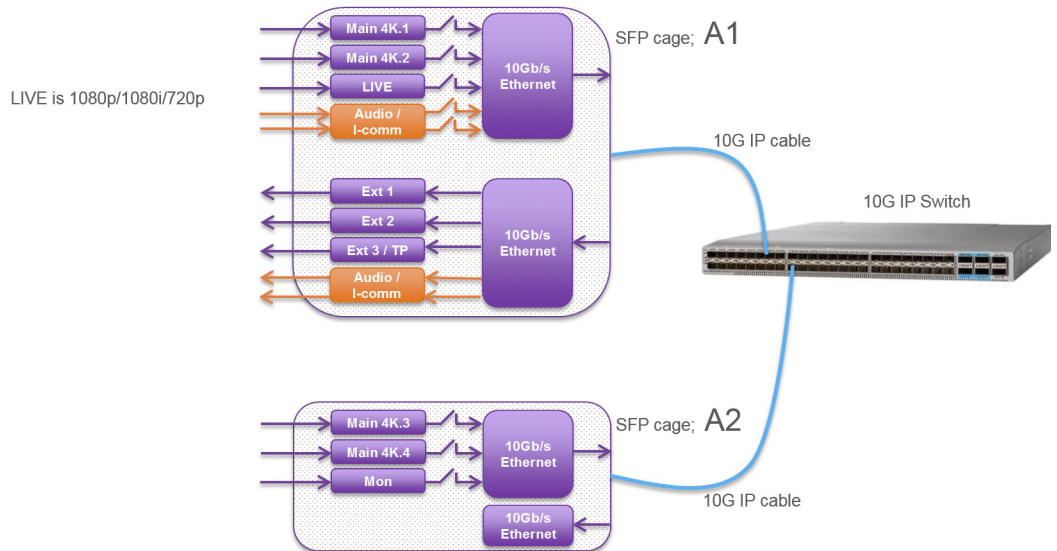 Main 4K.1
Main 4K.2
LIVE
Audio /
I-comm
10Gb/s
Ethernet
SFP cage; A1
LIVE is 1080p/1080i/720p
10G IP cable
Ext 1
Ext 2
Ext 3 / TP
Audio /
I-comm
10Gb/s
Ethernet
10G IP Switch
Main 4K.3
Main 4K.4
Mon
10Gb/s
Ethernet
SFP cage; A2
10G IP cable
10Gb/s
Ethernet